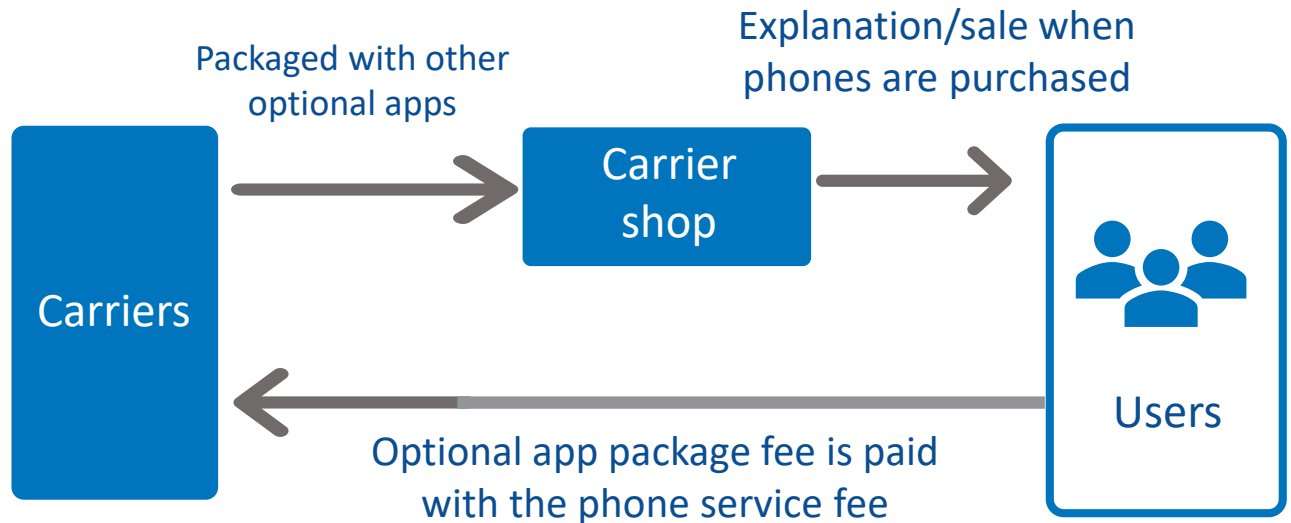 Explanation/sale when
phones are purchased
Packaged with other
optional apps
Carrier
shop
Carriers
Users
Optional app package fee is paid
with the phone service fee